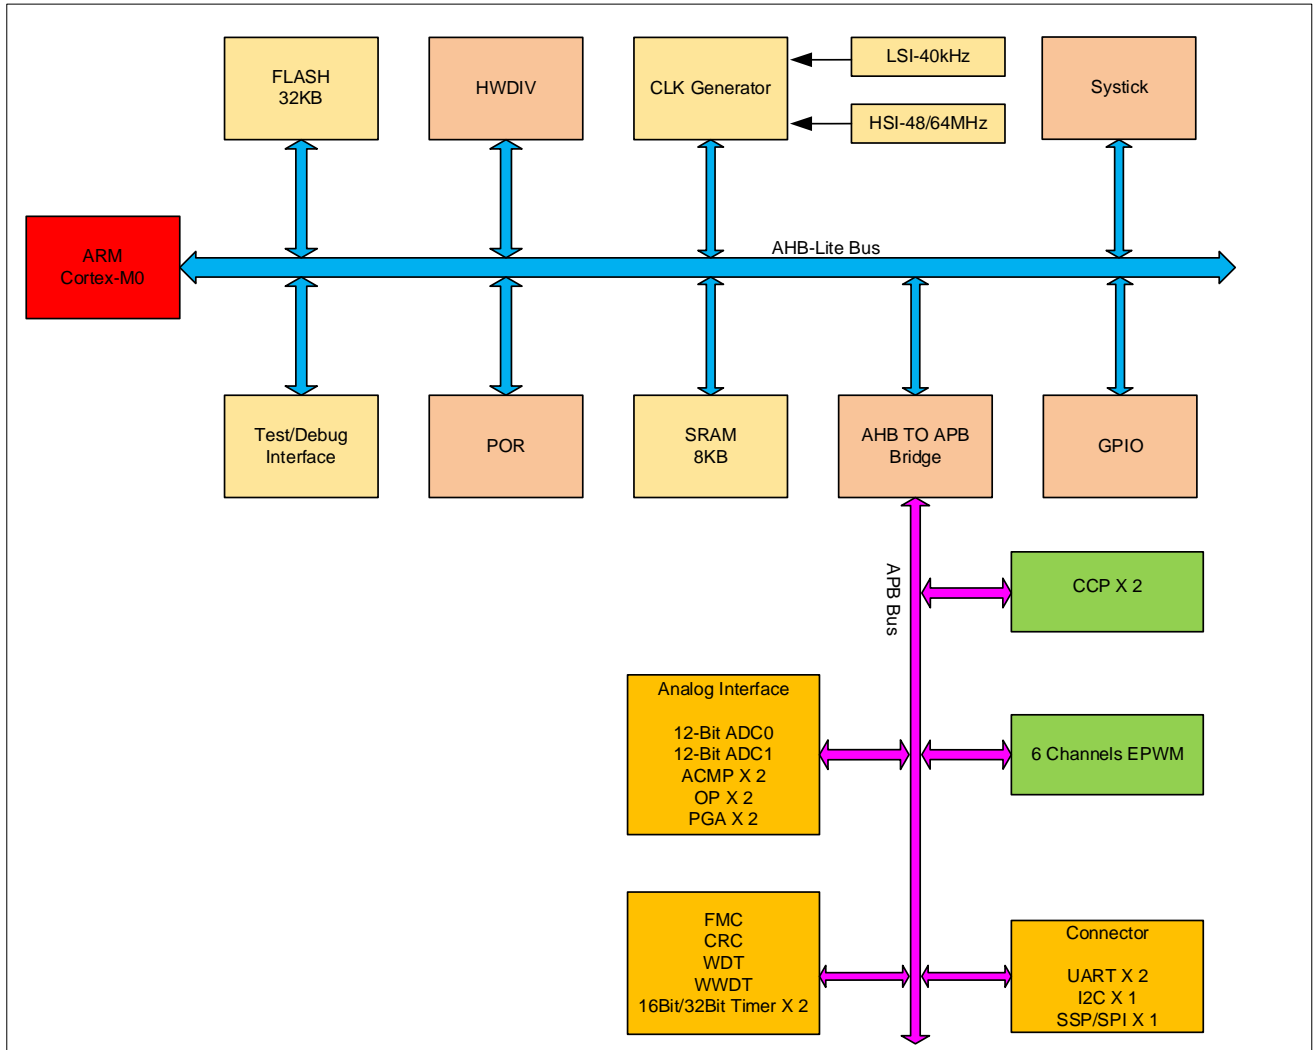 FLASH
32KB
HWDIV
CLK Generator
LSI-40kHz
HSI-48/64MHz
Systick
ARM
Cortex-M0
AHB-Lite Bus
Test/Debug
Interface
POR
SRAM
8KB
AHB TO APB
Bridge
GPIO
APB Bus
CCP X 2
Analog Interface
12-Bit ADC0
12-Bit ADC1
ACMP X 2
OP X 2
PGA X 2
6 Channels EPWM
FMC
CRC
WDT
WWDT
16Bit/32Bit Timer X 2
Connector
UART X 2
I2C X 1
SSP/SPI X 1